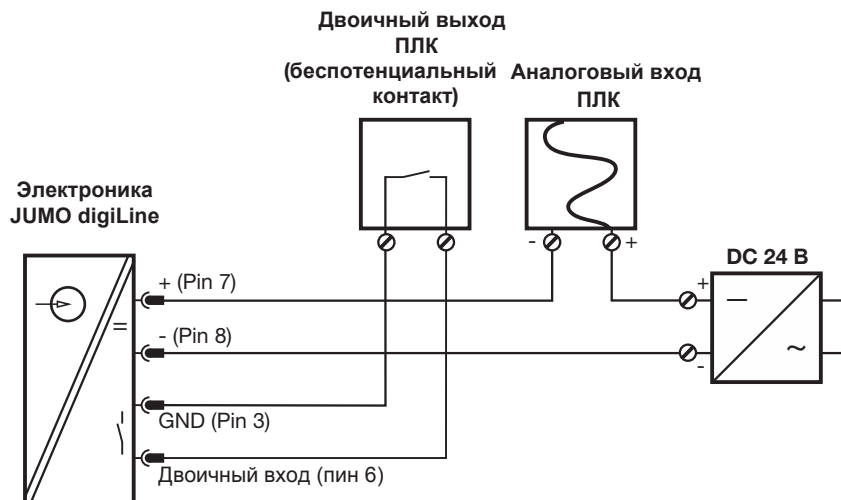 Двоичный выход
ПЛК
(беспотенциальный
контакт)
Аналоговый вход
ПЛК
Электроника
JUMO digiLine
- +
DC 24 В
+ (Pin 7)
+
- (Pin 8)
-
GND (Pin 3)
Двоичный вход (пин 6)